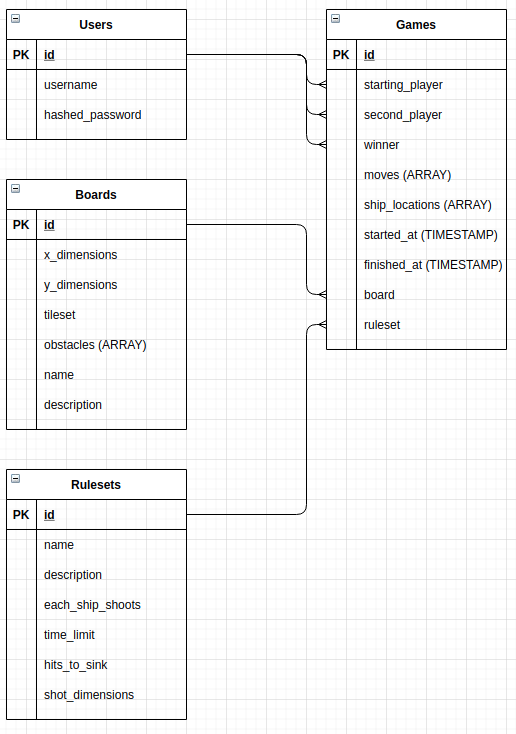 Users
PK id
username
hashed_password
Boards
PK id
x_dimensions
y_dimensions
tileset
obstacles (ARRAY)
name
description
Rulesets
PK id
name
description
each_ship_shoots
time_limit
hits_to_sink
shot_dimensions
Games
PK id
starting_player
second_player
winner
moves (ARRAY)
ship_locations (ARRAY)
started_at (TIMESTAMP)
finished_at (TIMESTAMP)
board
ruleset